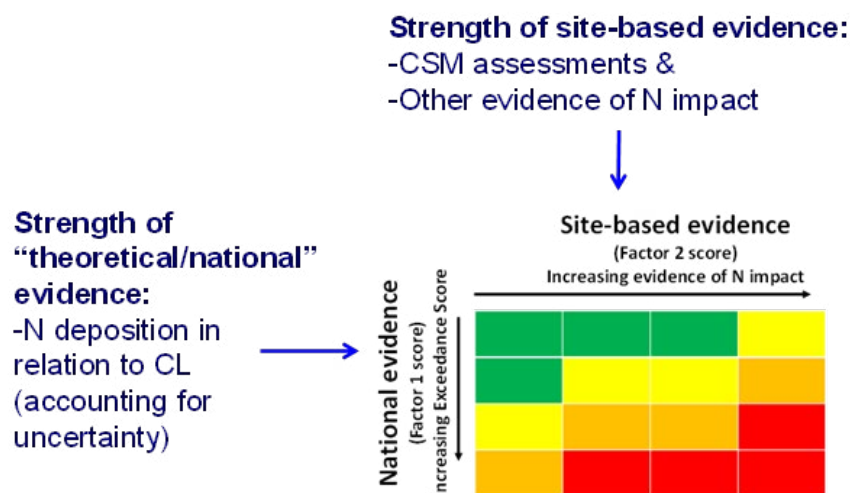 Strength of site-based evidence:
-CSM assessments &
-Other evidence of N impact
Strength of
“theoretical/national”
evidence:
-N deposition in
relation to CL
(accounting for
uncertainty)
Site-based evidence
(Factor 2 score)
Increasing evidence of N impact
National evidence
(Factor 1 score)
ncreasing Exceedance Score